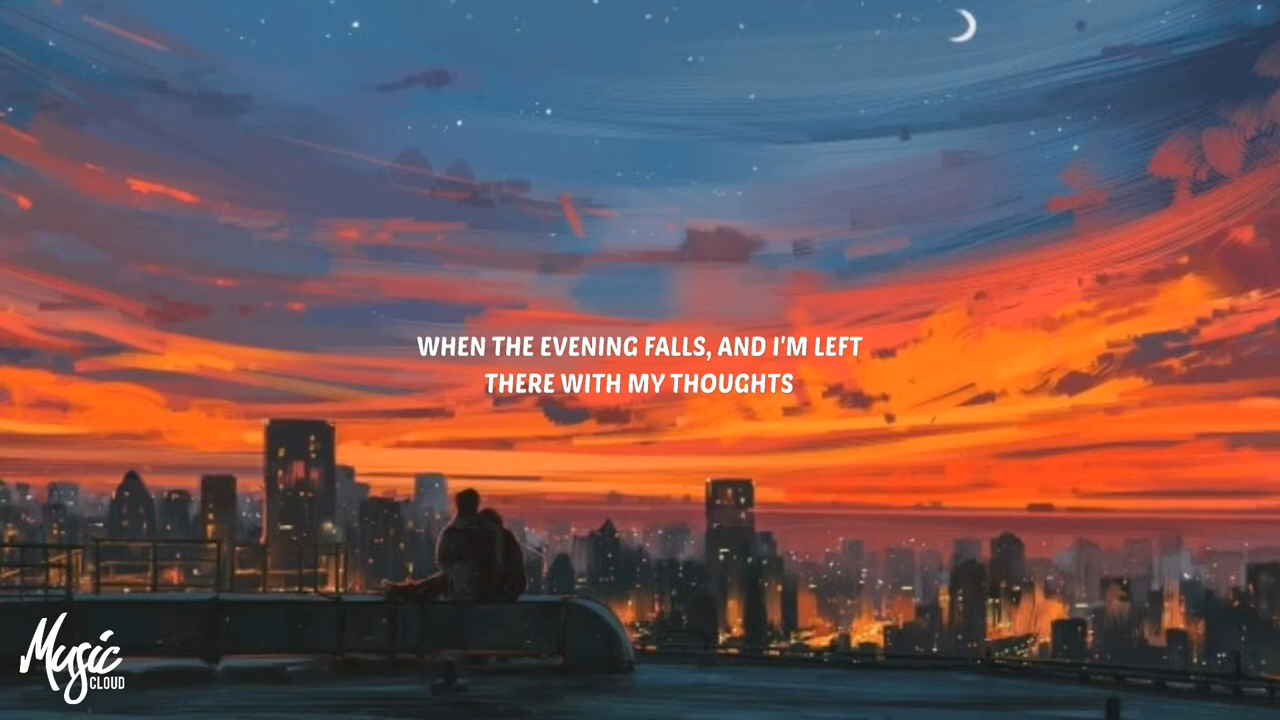 WHEN THE EVENING FALLS, AND I'M LEFT
THERE WITH MY THOUGHTS
Music
CLOUD